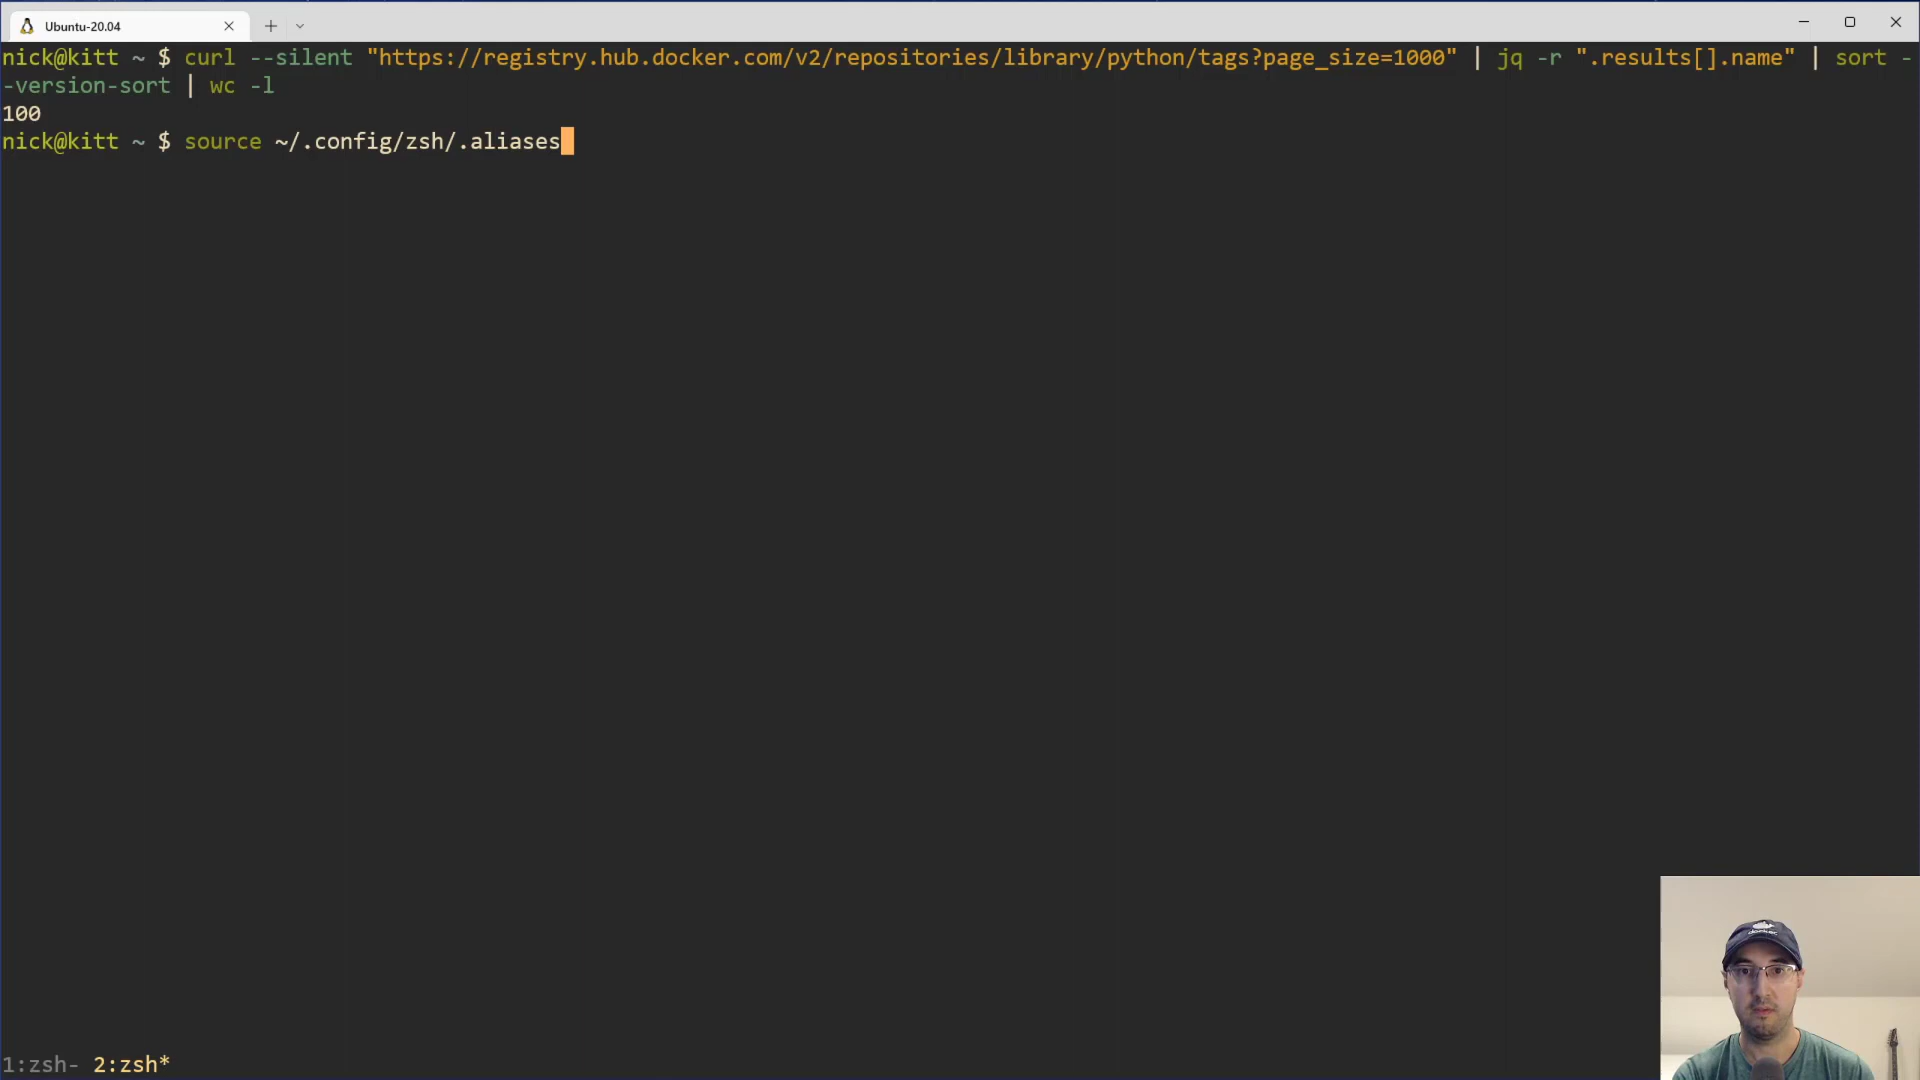 Ubuntu-20.04
nick@kitt ~ $ curl --silent "https://registry.hub.docker.com/v2/repositories/library/python/tags?page_size=1000" | jq -r ".results[].name" | sort -
-version-sort | wc -l
100
nick@kitt ~ $ source ~/.config/zsh/.aliases
docker
1:zsh- 2:zsh*